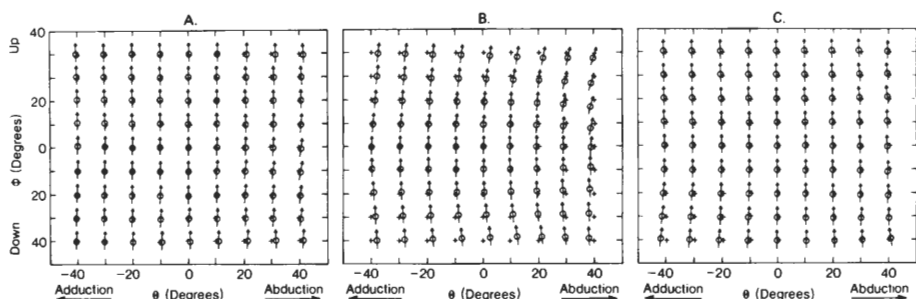 A.
B.
C.
Up
Φ (Degrees)
Down
40
20
0
20
40
-40 -20 0 20 40
-40 -20 0 20 40
-40 -20 0 20 40
Adduction θ (Degrees) Abduction
Adduction θ (Degrees) Abduction
Adduction θ (Degrees) Abduction